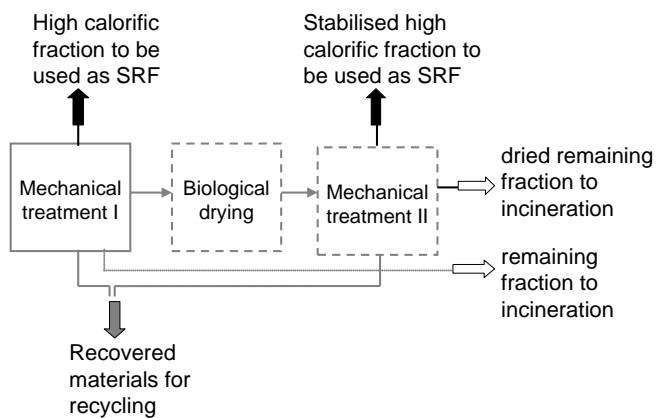 High calorific
fraction to be
used as SRF
Stabilised high
calorific fraction to
be used as SRF
Mechanical
treatment I
Biological
drying
Mechanical
treatment II
dried remaining
fraction to
incineration
remaining
fraction to
incineration
Recovered
materials for
recycling